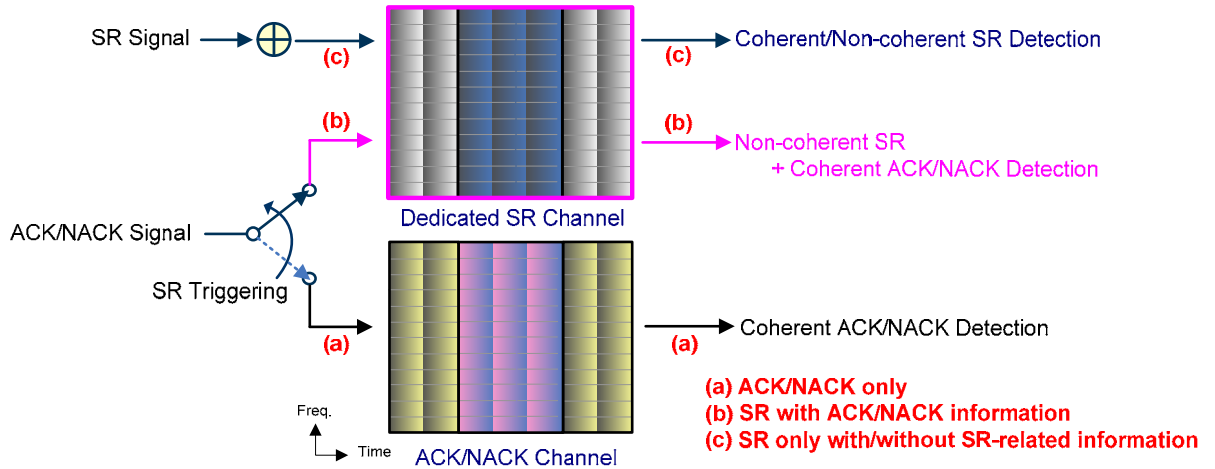 SR Signal
(c)
(c)
Coherent/Non-coherent SR Detection
(b)
(b)
Non-coherent SR
+ Coherent ACK/NACK Detection
Dedicated SR Channel
ACK/NACK Signal
SR Triggering
(a)
(a)
Coherent ACK/NACK Detection
(a) ACK/NACK only
(b) SR with ACK/NACK information
(c) SR only with/without SR-related information
Freq.
Time
ACK/NACK Channel